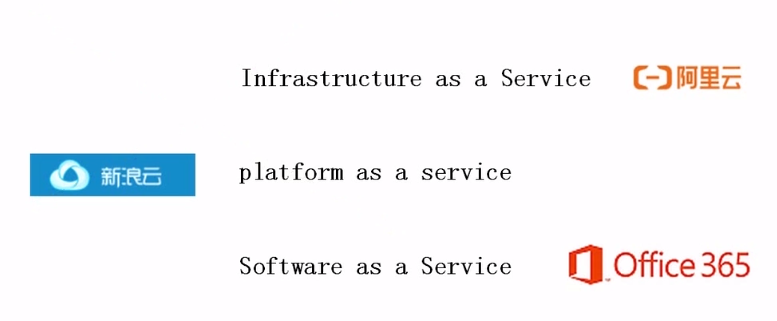 Infrastructure as a Service 阿里云
新浪云 platform as a service
Software as a Service Office 365